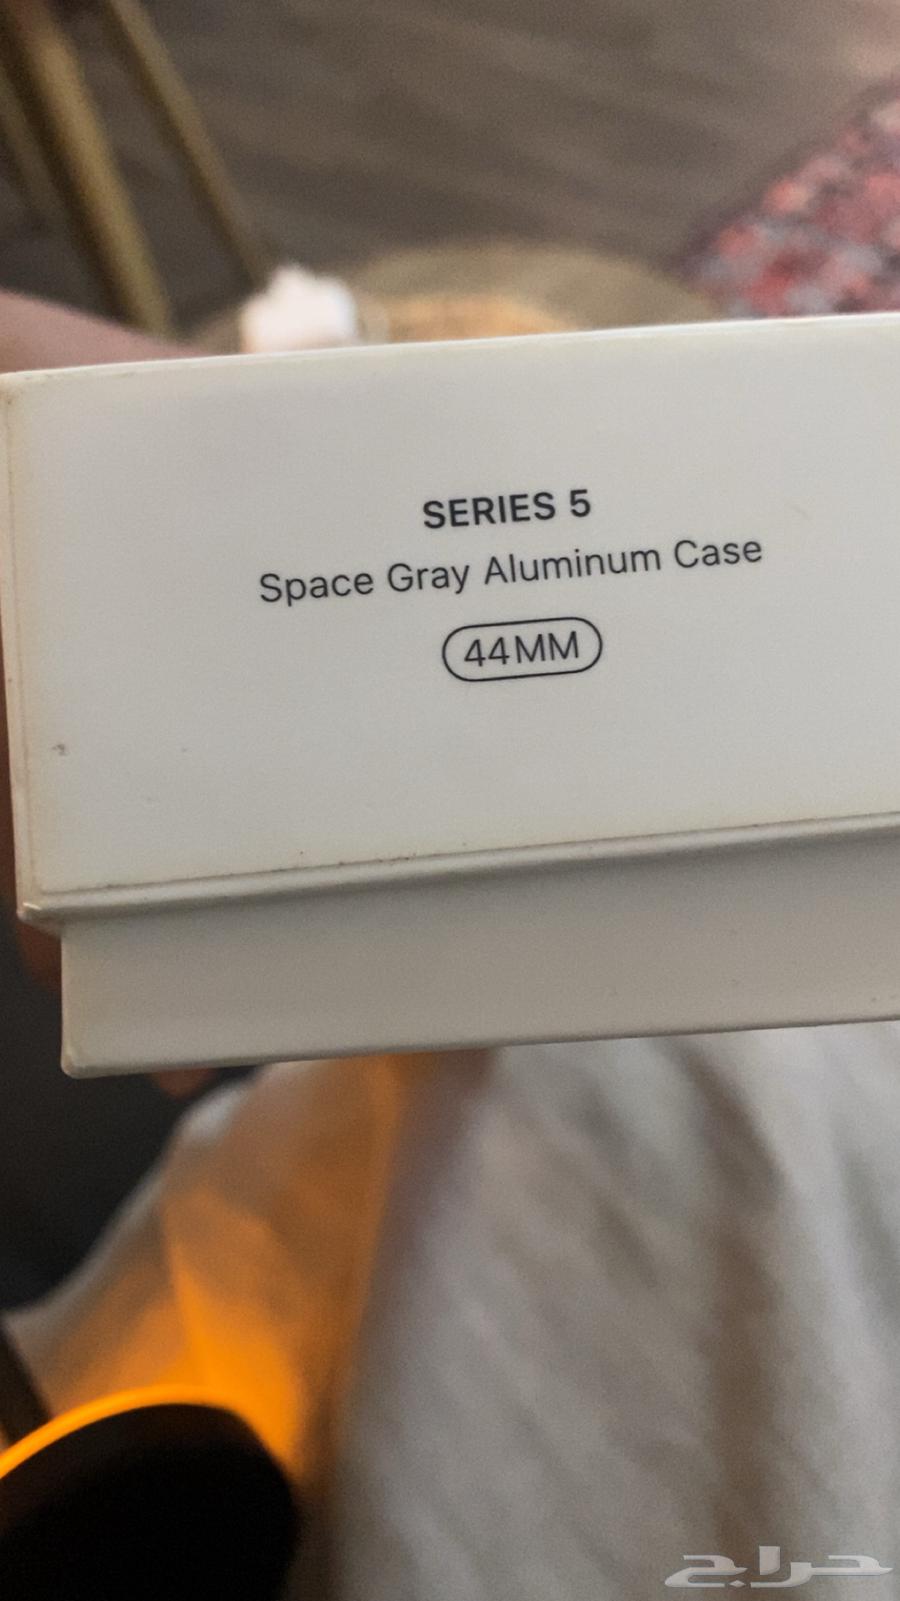 SERIES 5
Space Gray Aluminum Case
44MM
حراج